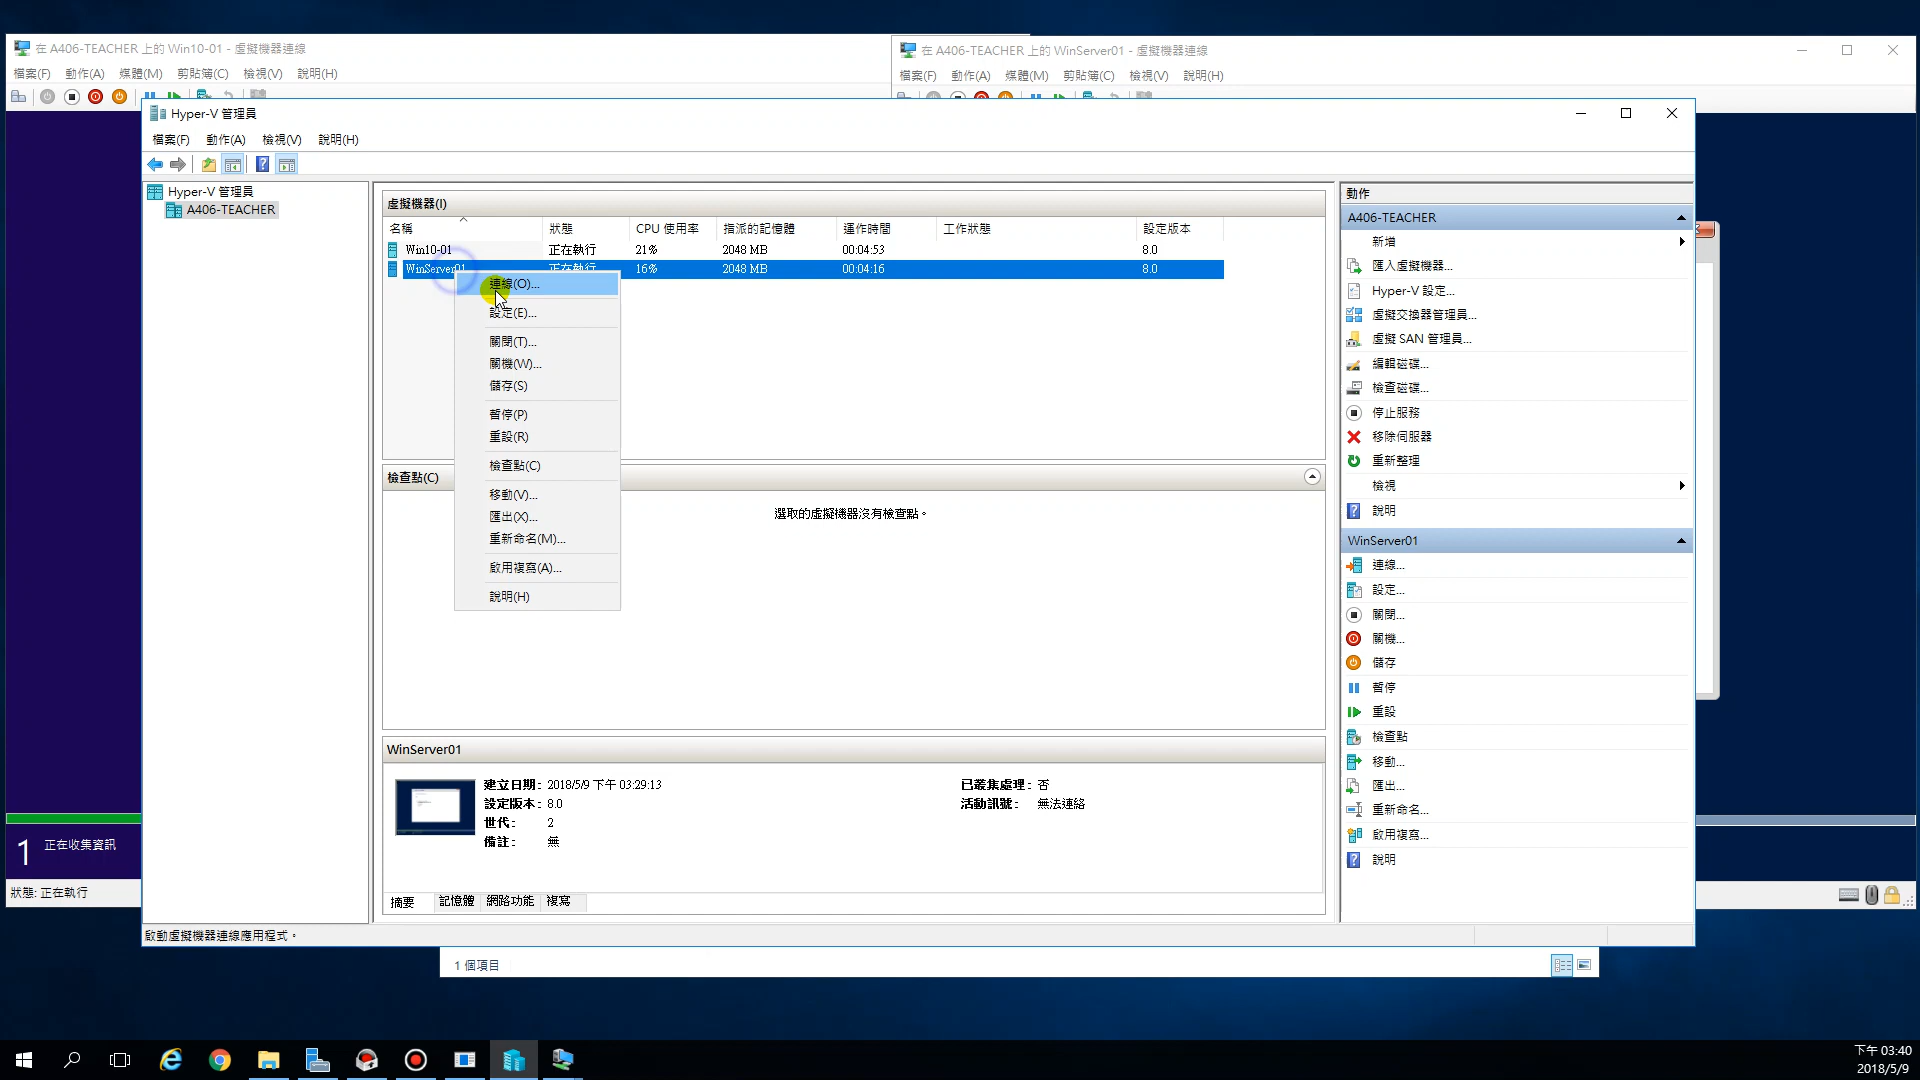 在 A406-TEACHER 上的 Win10-01 - 虛擬機器連線
檔案(F) 動作(A) 媒體(M) 剪貼簿(C) 檢視(V) 說明(H)
在 A406-TEACHER 上的 WinServer01 - 虛擬機器連線
檔案(F) 動作(A) 媒體(M) 剪貼簿(C) 檢視(V) 說明(H)
Hyper-V 管理員
檔案(F) 動作(A) 檢視(V) 說明(H)
Hyper-V 管理員
A406-TEACHER
虛擬機器(I)
名稱 狀態 CPU 使用率 指派的記憶體 運作時間 工作狀態 設定版本
Win10-01 正在執行 21% 2048 MB 00:04:53 8.0
WinServer01 正在執行 16% 2048 MB 00:04:16 8.0
連線(O)...
設定(E)...
關閉(T)...
關機(W)...
儲存(S)
暫停(P)
重設(R)
檢查點(C)
移動(V)...
匯出(X)...
重新命名(M)...
啟用複寫(A)...
說明(H)
檢查點(C)
選取的虛擬機器沒有檢查點。
WinServer01
建立日期: 2018/5/9 下午 03:29:13
設定版本: 8.0
世代: 2
備註: 無
已叢集處理: 否
活動訊號: 無法連絡
摘要 記憶體 網路功能 複寫
動作
A406-TEACHER
新增
匯入虛擬機器...
Hyper-V 設定...
虛擬交換器管理員...
虛擬 SAN 管理員...
編輯磁碟...
檢查磁碟...
停止服務
移除伺服器
重新整理
檢視
說明
WinServer01
連線...
設定...
關閉...
關機...
儲存
暫停
重設
檢查點
移動...
匯出...
重新命名...
啟用複寫...
說明
1 正在收集資訊
狀態: 正在執行
啟動虛擬機器連線應用程式。
1 個項目
下午 03:40
2018/5/9